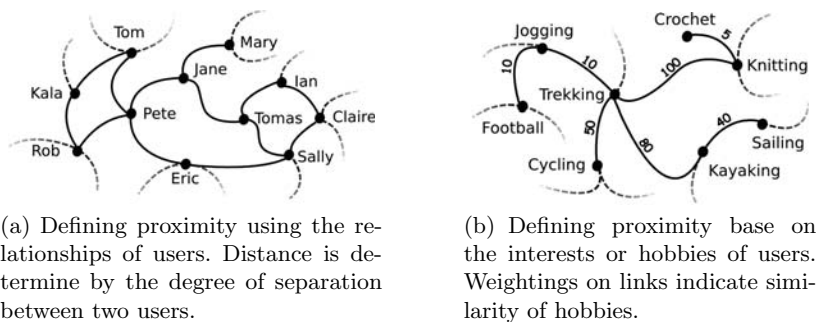 Tom
Mary
Jane
Ian
Kala
Pete
Tomas
Claire
Rob
Eric
Sally
(a) Defining proximity using the re-
lationships of users. Distance is de-
termine by the degree of separation
between two users.
Crochet
5
Jogging
10
100
Knitting
10
Trekking
Football
50
80
40
Sailing
Cycling
Kayaking
(b) Defining proximity base on
the interests or hobbies of users.
Weightings on links indicate simi-
larity of hobbies.